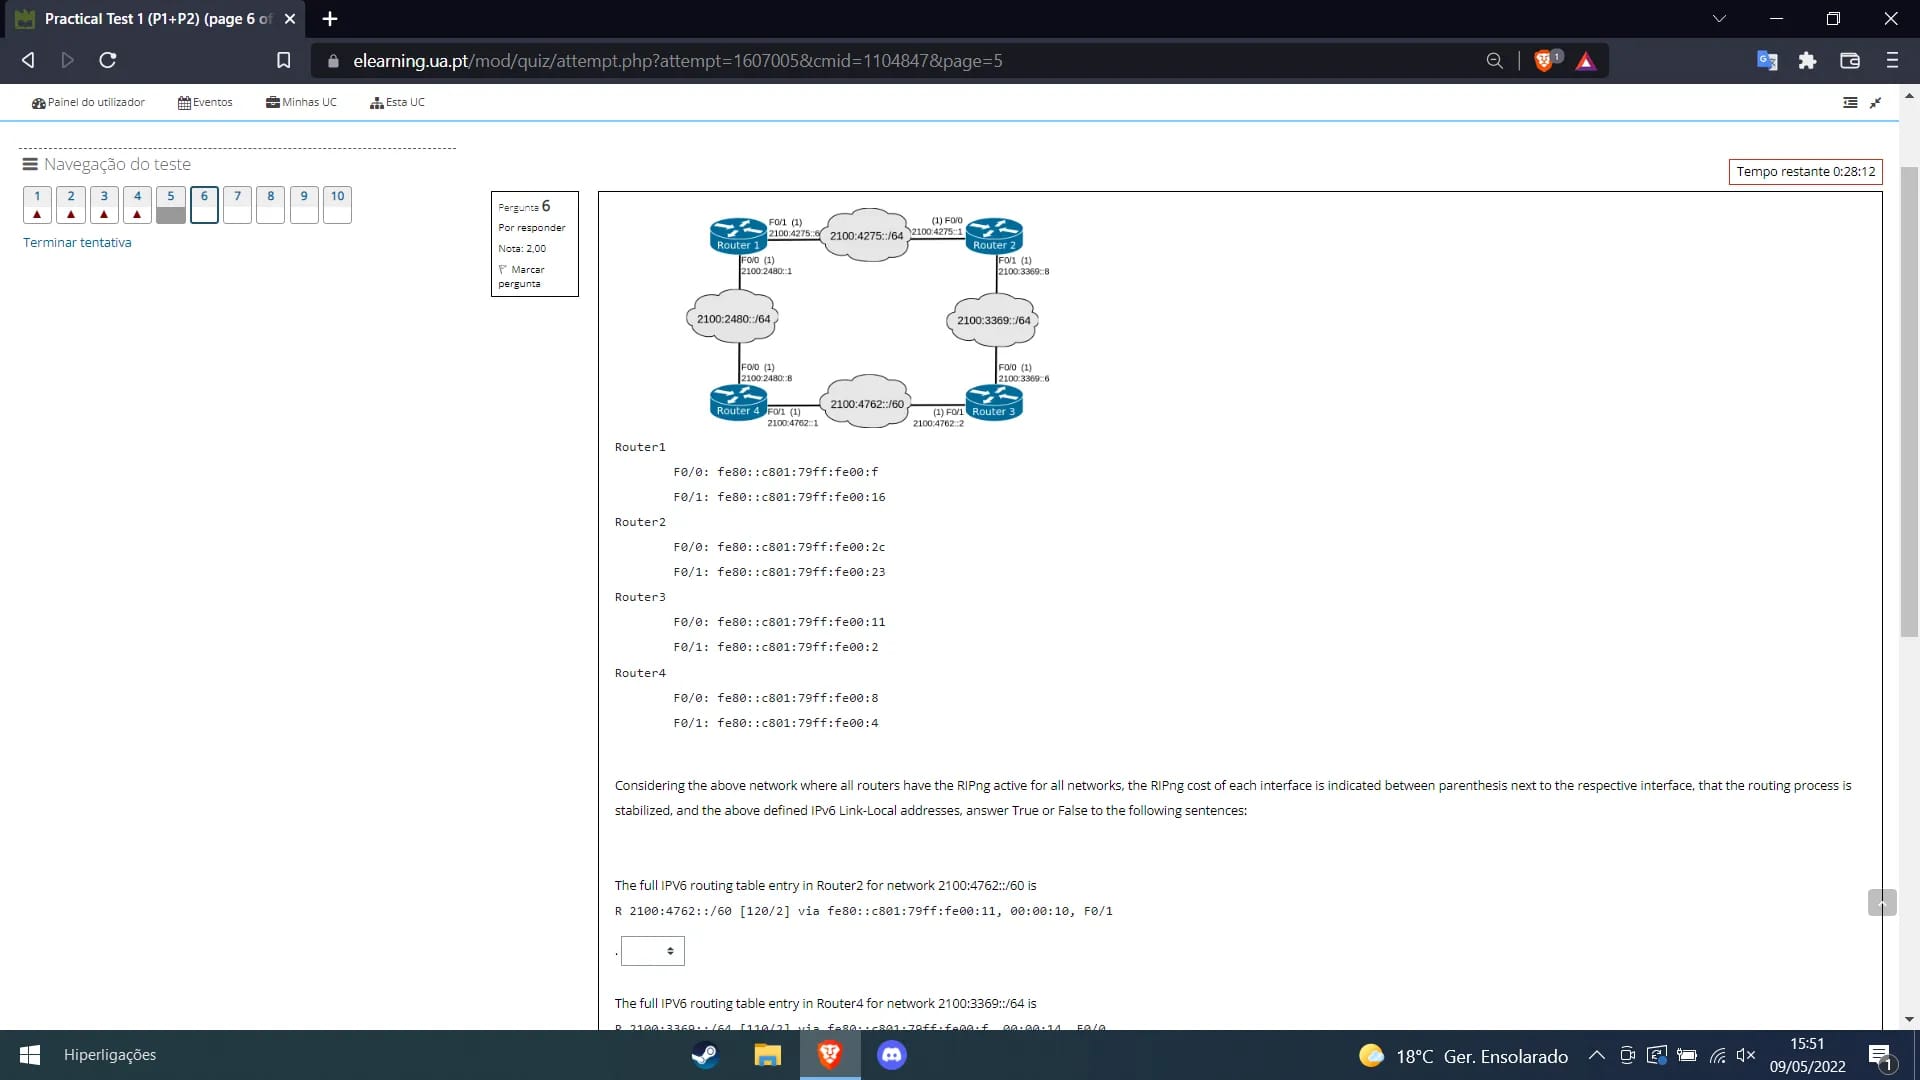 Practical Test 1 (P1+P2) (page 6 of
elearning.ua.pt/mod/quiz/attempt.php?attempt=1607005&cmid=1104847&page=5
1
Painel do utilizador
Eventos
Minhas UC
Esta UC
Navegação do teste
1 2 3 4 5 6 7 8 9 10
Terminar tentativa
Tempo restante 0:28:12
Pergunta 6
Por responder
Nota: 2,00
Marcar
pergunta
F0/1 (1)
2100:4275::6
Router 1
2100:4275::/64
(1) F0/0
2100:4275::1
Router 2
F0/0 (1)
2100:2480::1
F0/1 (1)
2100:3369::8
2100:2480::/64
2100:3369::/64
F0/0 (1)
2100:2480::8
F0/0 (1)
2100:3369::6
Router 4
F0/1 (1)
2100:4762::1
2100:4762::/60
(1) F0/1
2100:4762::2
Router 3
Router1
F0/0: fe80::c801:79ff:fe00:f
F0/1: fe80::c801:79ff:fe00:16
Router2
F0/0: fe80::c801:79ff:fe00:2c
F0/1: fe80::c801:79ff:fe00:23
Router3
F0/0: fe80::c801:79ff:fe00:11
F0/1: fe80::c801:79ff:fe00:2
Router4
F0/0: fe80::c801:79ff:fe00:8
F0/1: fe80::c801:79ff:fe00:4
Considering the above network where all routers have the RIPng active for all networks, the RIPng cost of each interface is indicated between parenthesis next to the respective interface, that the routing process is
stabilized, and the above defined IPv6 Link-Local addresses, answer True or False to the following sentences:
The full IPV6 routing table entry in Router2 for network 2100:4762::/60 is
R 2100:4762::/60 [120/2] via fe80::c801:79ff:fe00:11, 00:00:10, F0/1
.
The full IPV6 routing table entry in Router4 for network 2100:3369::/64 is
R 2100:3369::/64 [110/2] via fe80::c801:79ff:fe00:f, 00:00:14, F0/0
Hiperligações
18°C Ger. Ensolarado
15:51
09/05/2022
1